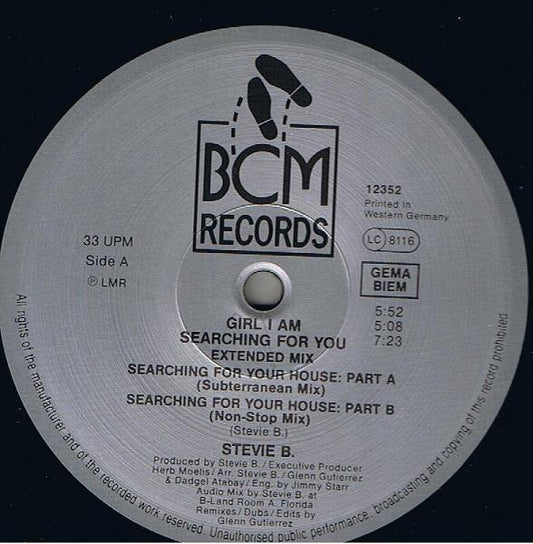 BCM
RECORDS
12352
Printed in
Western Germany
LC 8116
GEMA
BIEM
33 UPM
Side A
Ⓟ LMR
5:52
5:08
7:23
GIRL I AM
SEARCHING FOR YOU
EXTENDED MIX
SEARCHING FOR YOUR HOUSE: PART A
(Subterranean Mix)
SEARCHING FOR YOUR HOUSE: PART B
(Non-Stop Mix)
(Stevie B.)
STEVIE B.
Produced by Stevie B./Executive Producer
Herb Moelis/Arr. Stevie B./Glenn Gutierrez
& Dadgel Atabay/Eng. by Jimmy Starr
Audio Mix by Stevie B. at
B-Land Room A. Florida
Remixes/Dubs/Edits by
Glenn Gutierrez
All rights of the manufacturer and of the recorded work reserved. Unauthorised public performance, broadcasting and copying of this record prohibited